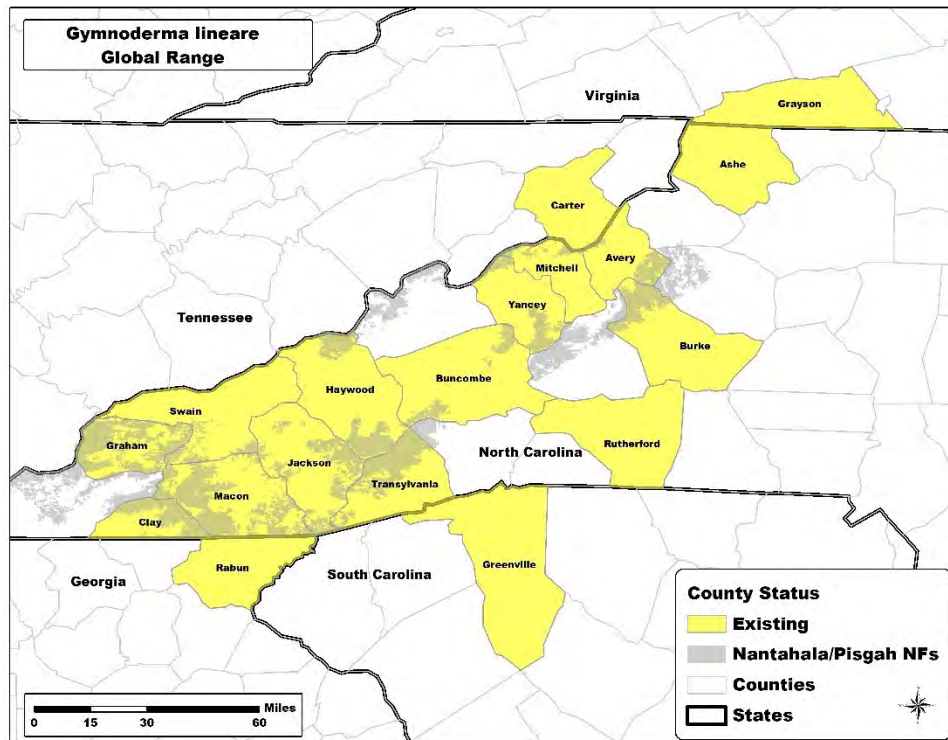 Gymnoderma lineare
Global Range
Virginia
Grayson
Ashe
Carter
Avery
Mitchell
Yancey
Tennessee
Burke
Haywood
Buncombe
Swain
Graham
Rutherford
North Carolina
Jackson
Transylvania
Macon
Clay
Rabun
Georgia
South Carolina
Greenville
County Status
Existing
Nantahala/Pisgah NFs
Counties
States
Miles
0 15 30 60